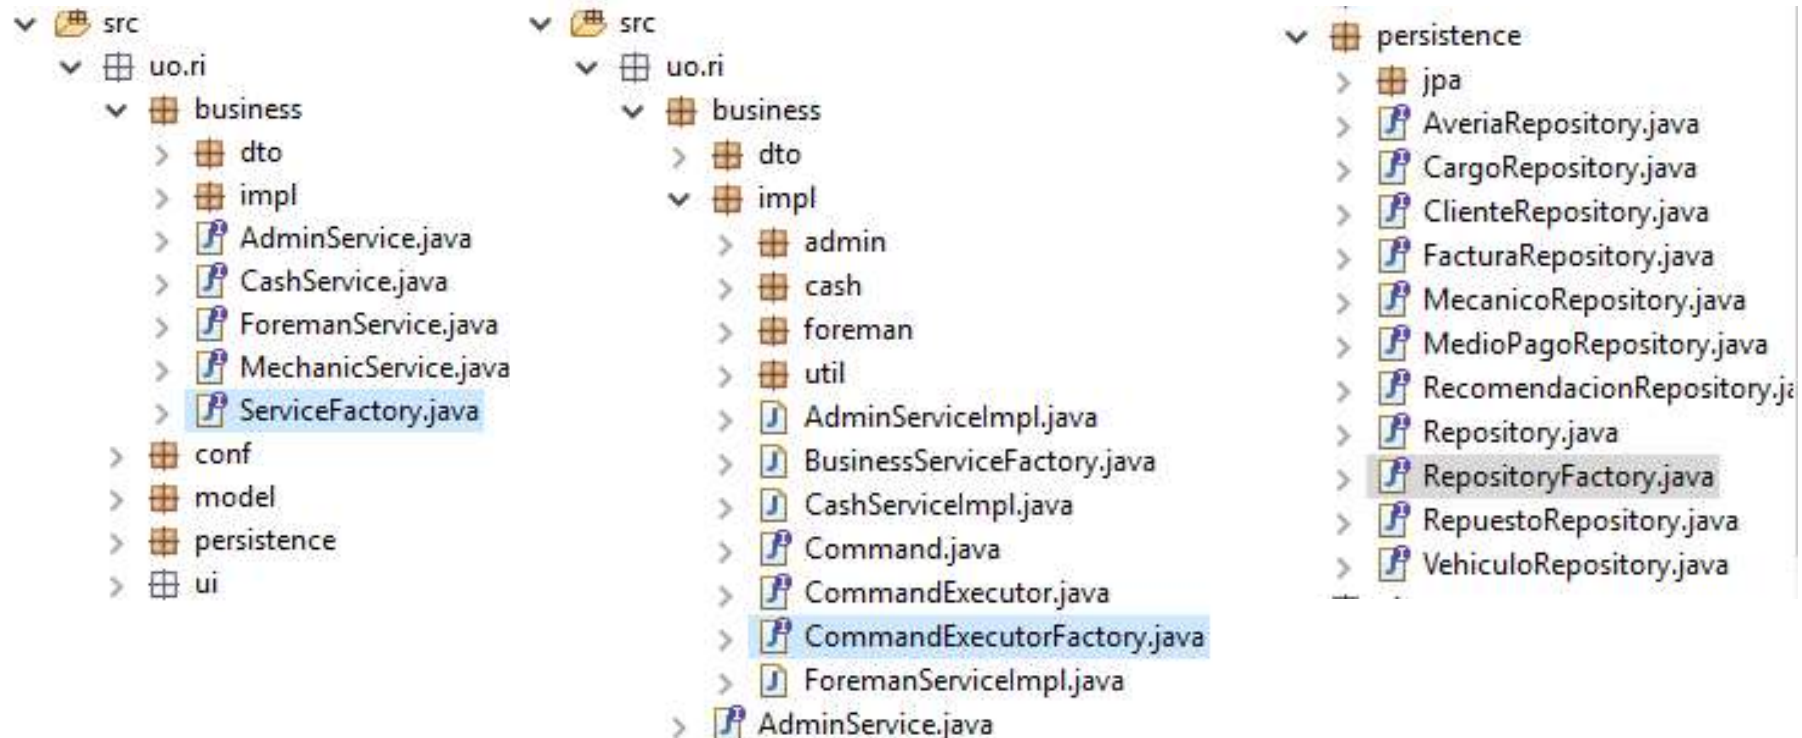 src
uo.ri
business
dto
impl
AdminService.java
CashService.java
ForemanService.java
MechanicService.java
ServiceFactory.java
conf
model
persistence
ui
src
uo.ri
business
dto
impl
admin
cash
foreman
util
AdminServiceImpl.java
BusinessServiceFactory.java
CashServiceImpl.java
Command.java
CommandExecutor.java
CommandExecutorFactory.java
ForemanServiceImpl.java
AdminService.java
persistence
jpa
AveriaRepository.java
CargoRepository.java
ClienteRepository.java
FacturaRepository.java
MecanicoRepository.java
MedioPagoRepository.java
RecomendacionRepository.ja
Repository.java
RepositoryFactory.java
RepuestoRepository.java
VehiculoRepository.java